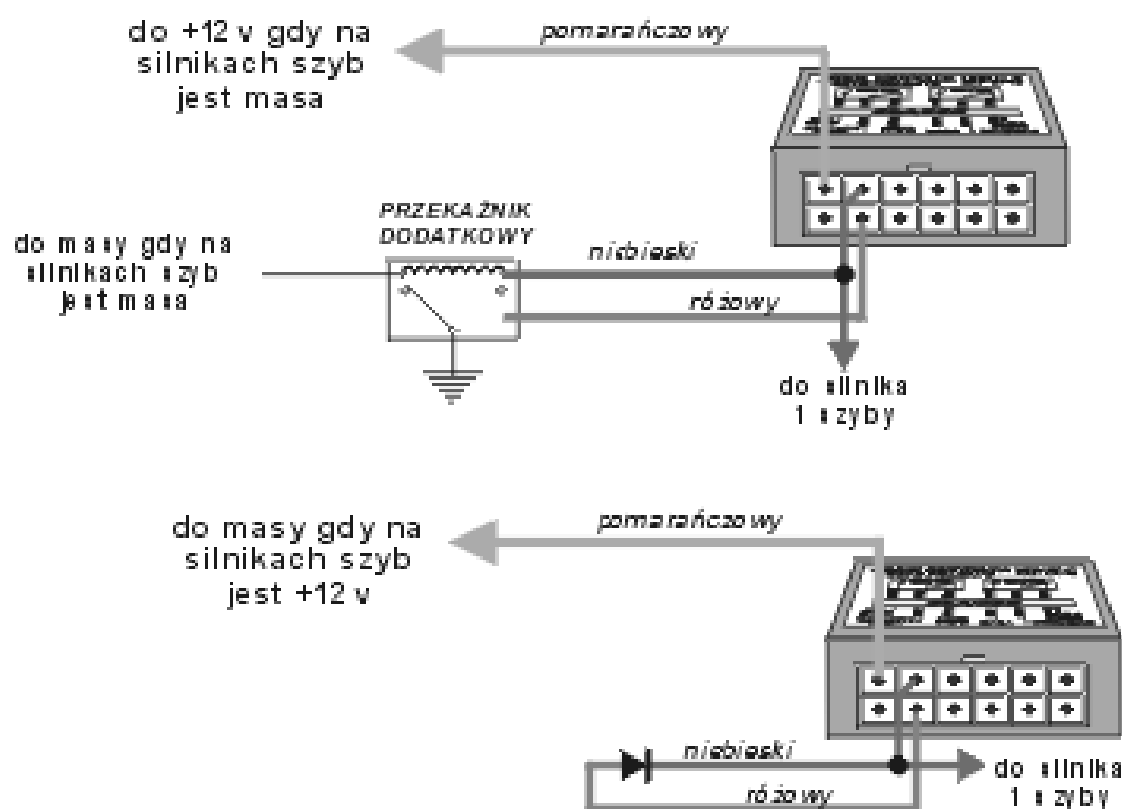 do +12 v gdy na
silnikach szyb
jest masa
pomarańczowy
PRZEKAŹNIK
DODATKOWY
do masy gdy na
silnikach szyb
jest masa
niebieski
różowy
do silnika
1 szyby
do masy gdy na
silnikach szyb
jest +12 v
pomarańczowy
niebieski
różowy
do silnika
1 szyby